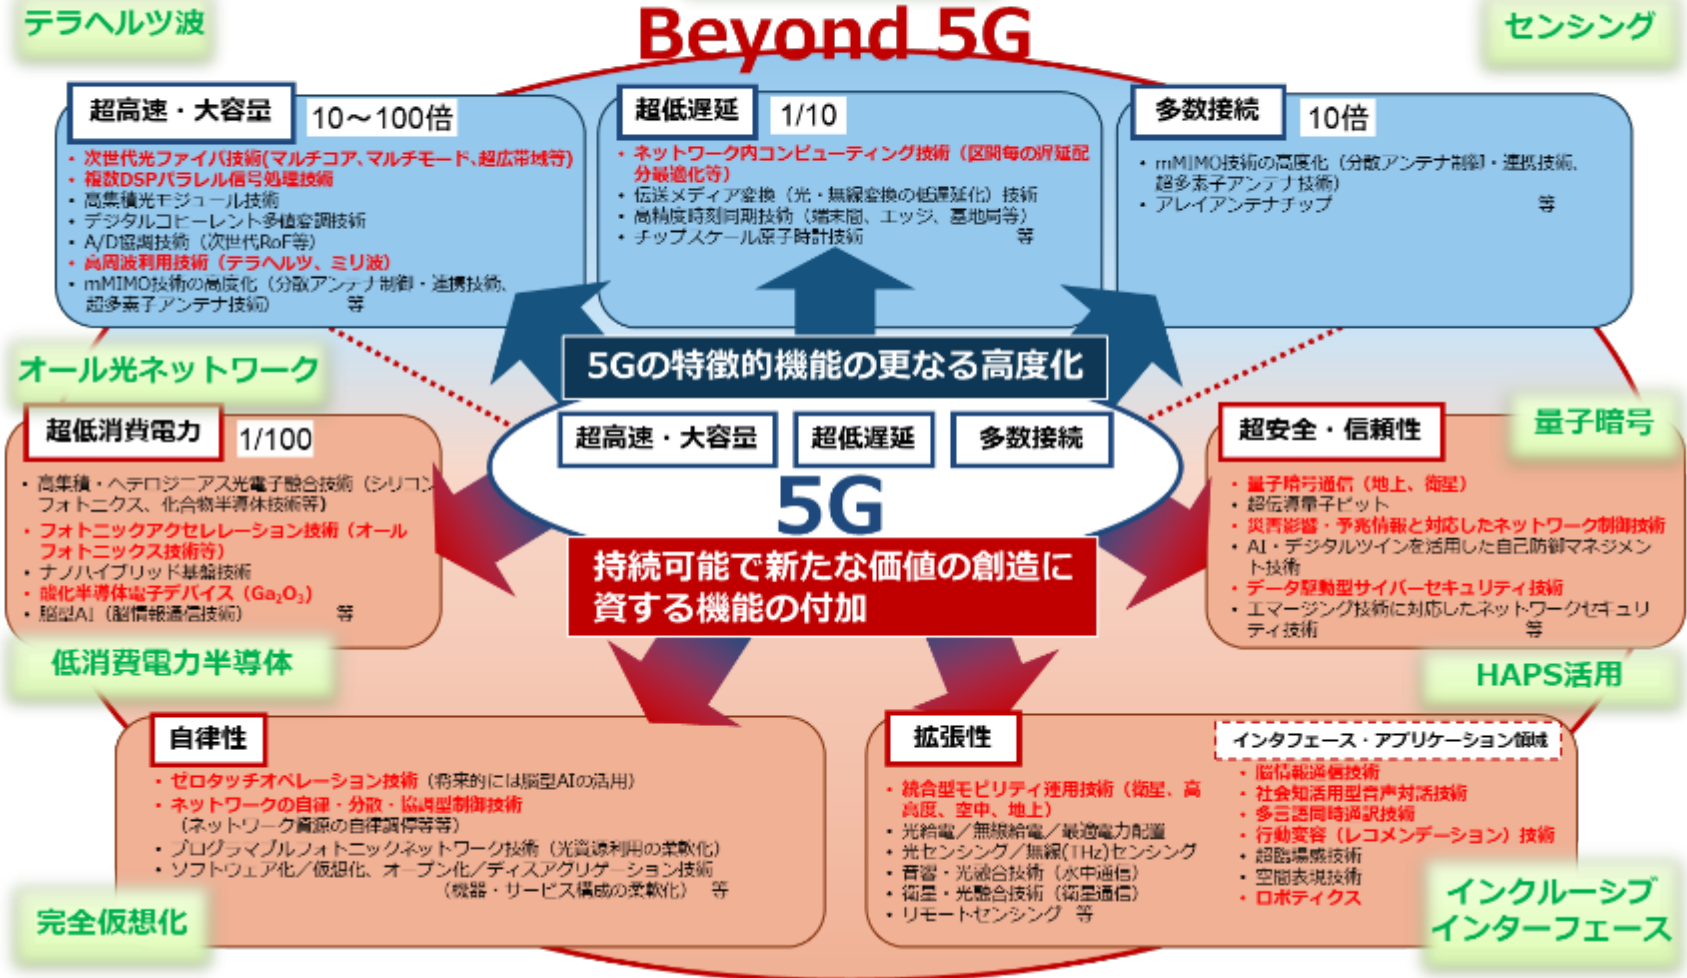 テラヘルツ波
Beyond 5G
センシング
超高速・大容量
10～100倍
・次世代光ファイバ技術(マルチコア、マルチモード、超広帯域等)
・複数DSPパラレル信号処理技術
・高集積光モジュール技術
・デジタルコヒーレント多値変調技術
・A/D協調技術（次世代RoF等）
・高周波利用技術（テラヘルツ、ミリ波）
・mMIMO技術の高度化（分散アンテナ制御・連携技術、
超多素子アンテナ技術） 等
超低遅延
1/10
・ネットワーク内コンピューティング技術（区間毎の遅延配
分最適化等）
・伝送メディア変換（光・無線変換の低遅延化）技術
・高精度時刻同期技術（端末間、エッジ、基地局等）
・チップスケール原子時計技術 等
多数接続
10倍
・mMIMO技術の高度化（分散アンテナ制御・連携技術、
超多素子アンテナ技術）
・アレイアンテナチップ 等
5Gの特徴的機能の更なる高度化
オール光ネットワーク
超高速・大容量
超低遅延
多数接続
5G
持続可能で新たな価値の創造に
資する機能の付加
超低消費電力
1/100
・高集積・ヘテロジニアス光電子融合技術（シリコン
フォトニクス、化合物半導体技術等）
・フォトニックアクセレレーション技術（オール
フォトニックス技術等）
・ナノハイブリッド基盤技術
・酸化半導体電子デバイス（Ga₂O₃）
・脳型AI（脳情報通信技術） 等
量子暗号
超安全・信頼性
・量子暗号通信（地上、衛星）
・超伝導量子ビット
・災害影響・予兆情報と対応したネットワーク制御技術
・AI・デジタルツインを活用した自己防御マネジメン
ト技術
・データ駆動型サイバーセキュリティ技術
・エマージング技術に対応したネットワークセキュリ
ティ技術 等
低消費電力半導体
HAPS活用
自律性
・ゼロタッチオペレーション技術（将来的には脳型AIの活用）
・ネットワークの自律・分散・協調型制御技術
（ネットワーク資源の自律調停等等）
・プログラマブルフォトニックネットワーク技術（光資源利用の柔軟化）
・ソフトウェア化／仮想化、オープン化／ディスアグリゲーション技術
（機器・サービス構成の柔軟化） 等
拡張性
・統合型モビリティ運用技術（衛星、高
高度、空中、地上）
・光給電／無線給電／最適電力配置
・光センシング／無線(THz)センシング
・音響・光融合技術（水中通信）
・衛星・光融合技術（衛星通信）
・リモートセンシング 等
インタフェース・アプリケーション領域
・脳情報通信技術
・社会知活用型音声対話技術
・多言語同時通訳技術
・行動変容（レコメンデーション）技術
・超臨場感技術
・空間表現技術
・ロボティクス
完全仮想化
インクルーシブ
インターフェース